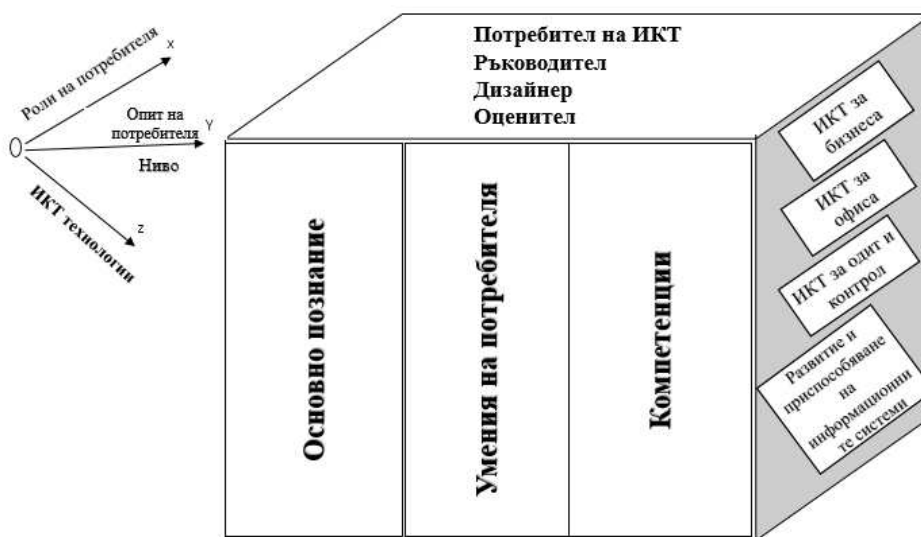 Роли на потребителя
x
Опит на
потребителя
Y
Ниво
ИКТ технологии
z
Потребител на ИКТ
Ръководител
Дизайнер
Оценител
Основно познание
Умения на потребителя
Компетенции
ИКТ за
бизнеса
ИКТ за
офиса
ИКТ за одит и
контрол
Развитие и
приспособяване
на
информационни
те системи